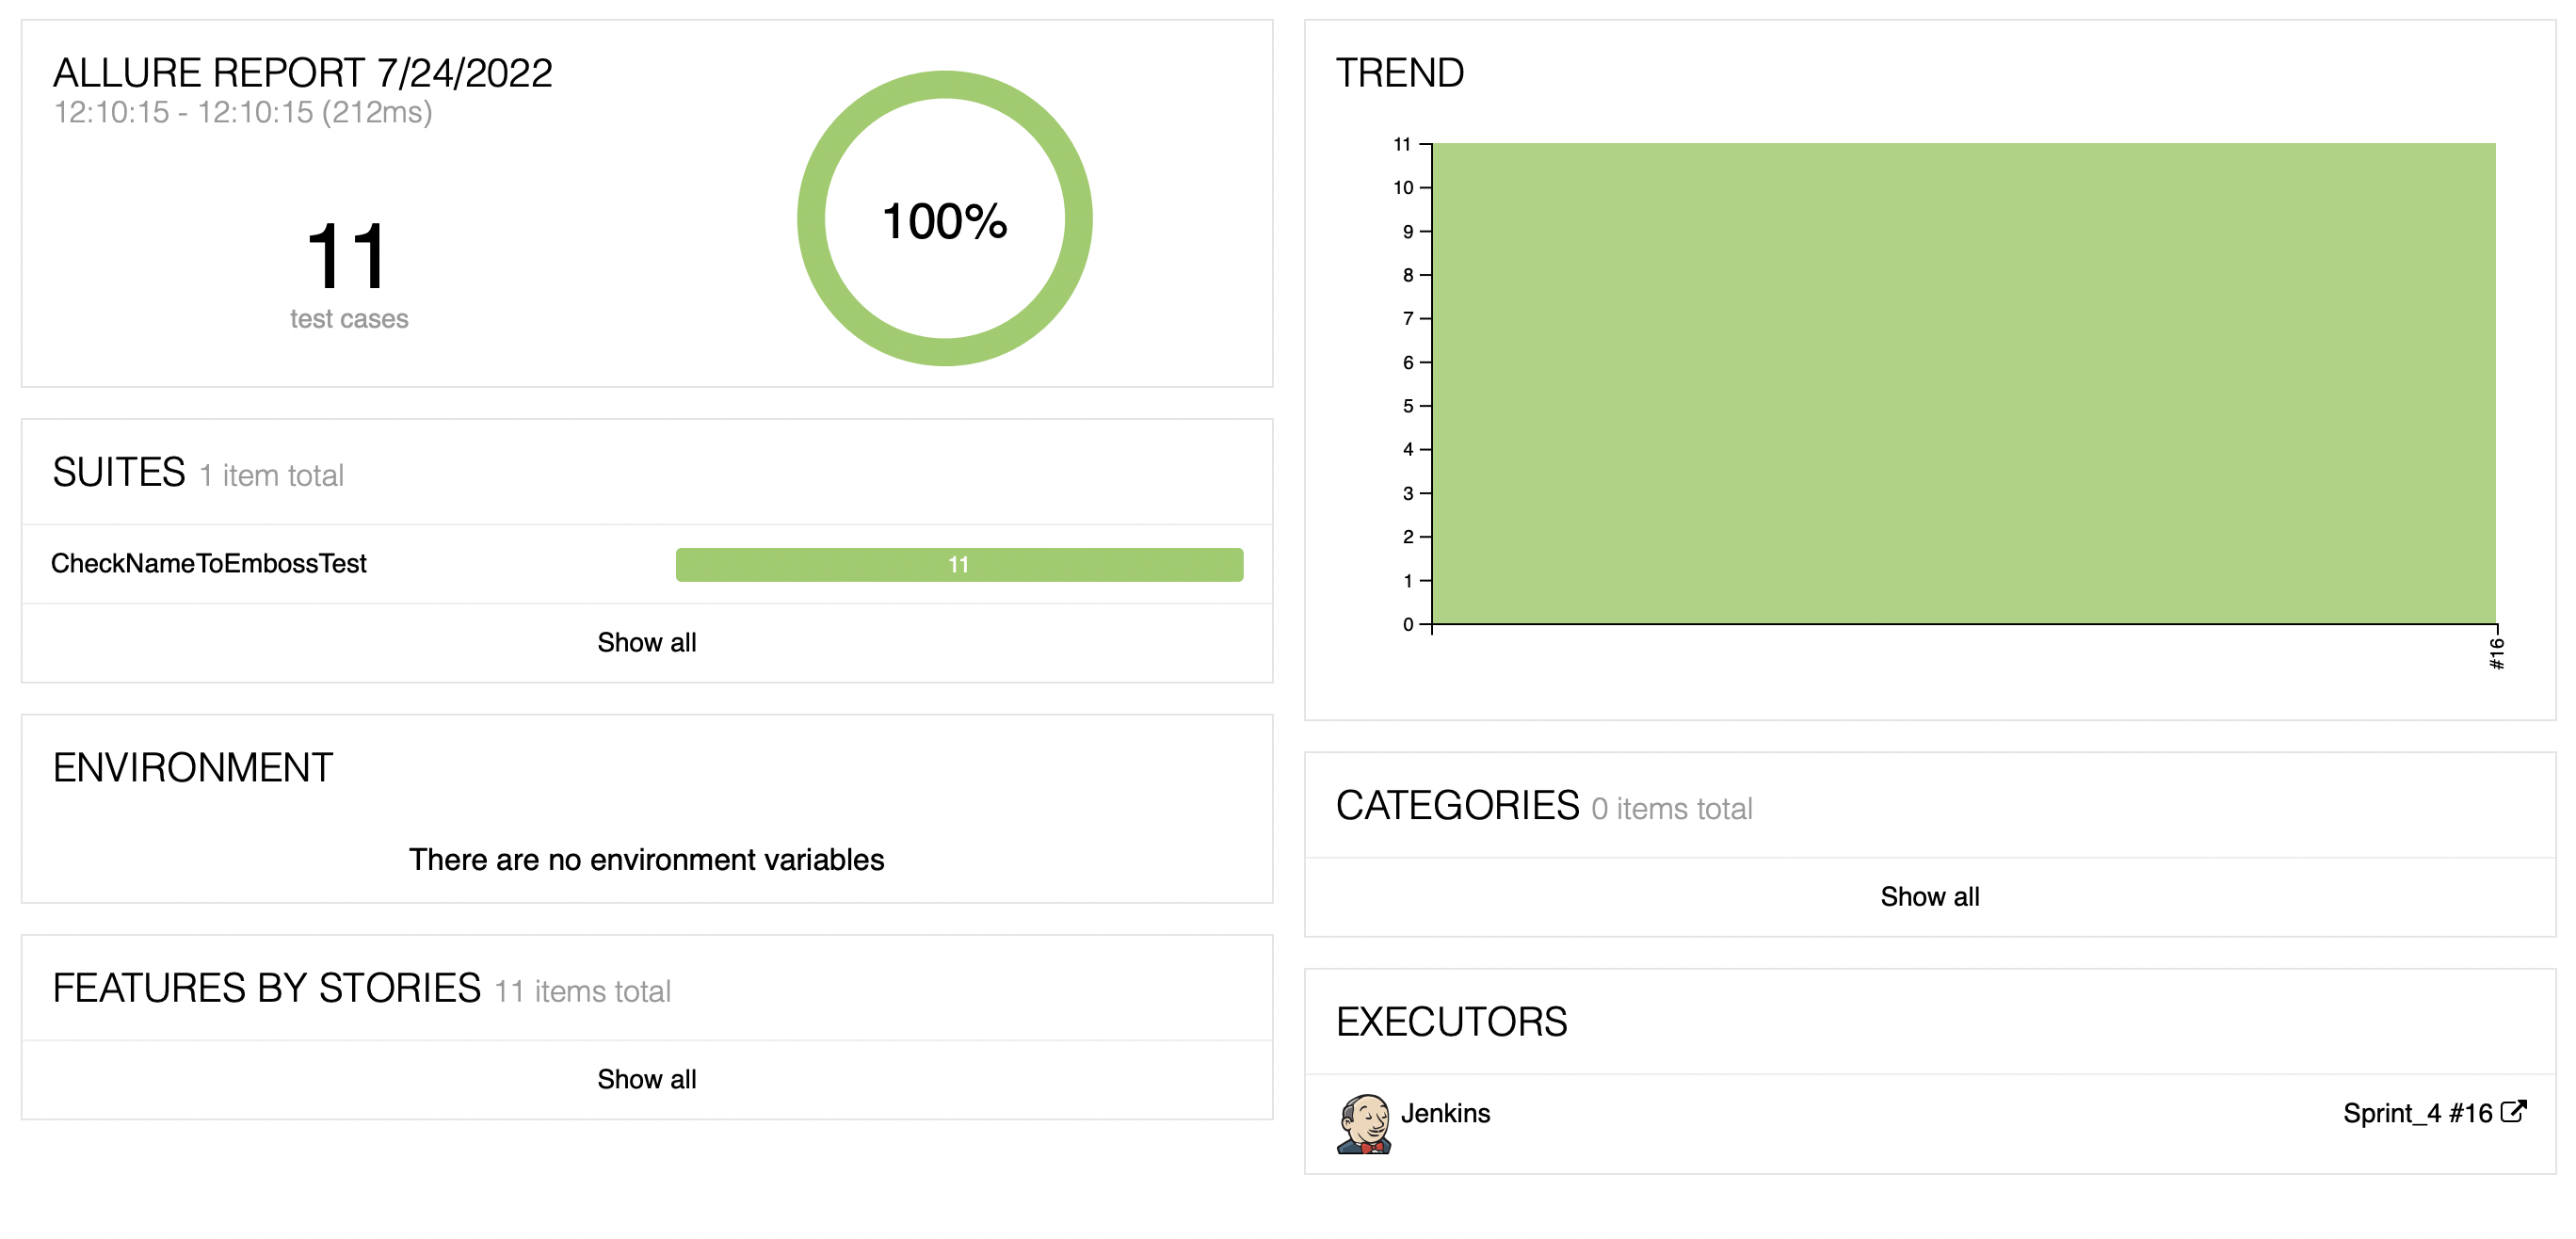 ALLURE REPORT 7/24/2022
12:10:15 - 12:10:15 (212ms)
11
test cases
100%
SUITES 1 item total
CheckNameToEmbossTest 11
Show all
ENVIRONMENT
There are no environment variables
FEATURES BY STORIES 11 items total
Show all
TREND
11
10
9
8
7
6
5
4
3
2
1
0
#16
CATEGORIES 0 items total
Show all
EXECUTORS
Jenkins Sprint_4 #16